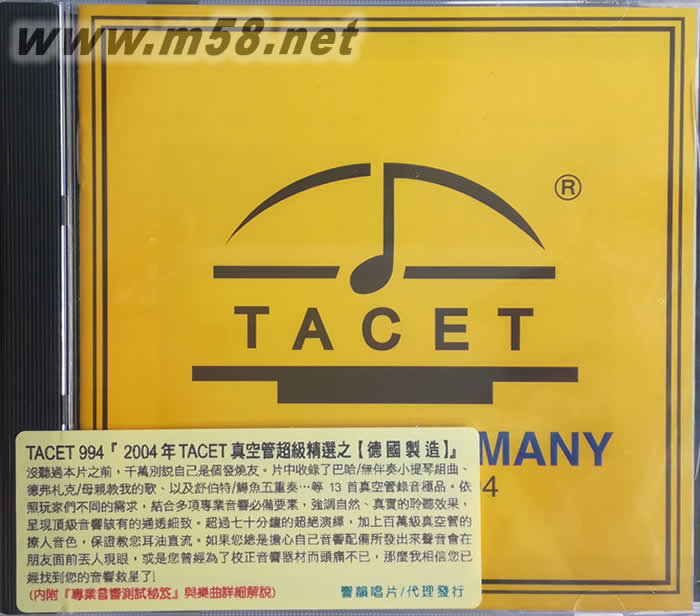 www.m58.net
®
TACET
MANY
4
TACET 994『 2004 年 TACET 真空管超級精選之【德國製造】』
沒聽過本片之前，千萬別説自己是個發燒友。片中收錄了巴哈/無伴奏小提琴組曲、
德弗札克/母親教我的歌、以及舒伯特/鱒魚五重奏…等 13 首真空管錄音極品。依
照玩家們不同的需求，結合多項專業音響必備要素，強調自然、真實的聆聽效果，
呈現頂級音響該有的通透細致。超過七十分鐘的超絕演繹，加上百萬級真空管的
撩人音色，保證教您耳油直流。如果您總是擔心自己音響配備所發出來聲音會在
朋友面前丟人現眼，或是您曾經為了校正音響器材而頭痛不已，那麼我相信您已
經找到您的音響救星了!
(內附『專業音響測試秘笈』與樂曲詳細解說)
響韻唱片/代理發行